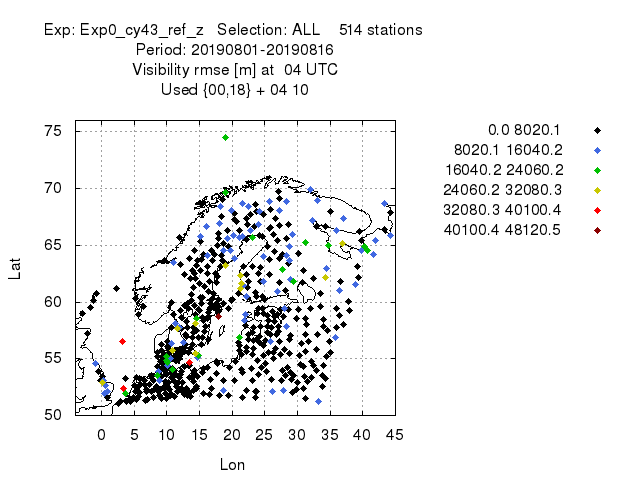 Exp: Exp0_cy43_ref_z   Selection: ALL    514 stations
Period: 20190801-20190816
Visibility rmse [m] at  04 UTC
Used {00,18} + 04 10
0.0 8020.1
8020.1 16040.2
16040.2 24060.2
24060.2 32080.3
32080.3 40100.4
40100.4 48120.5
75
70
65
60
55
50
Lat
0 5 10 15 20 25 30 35 40 45
Lon